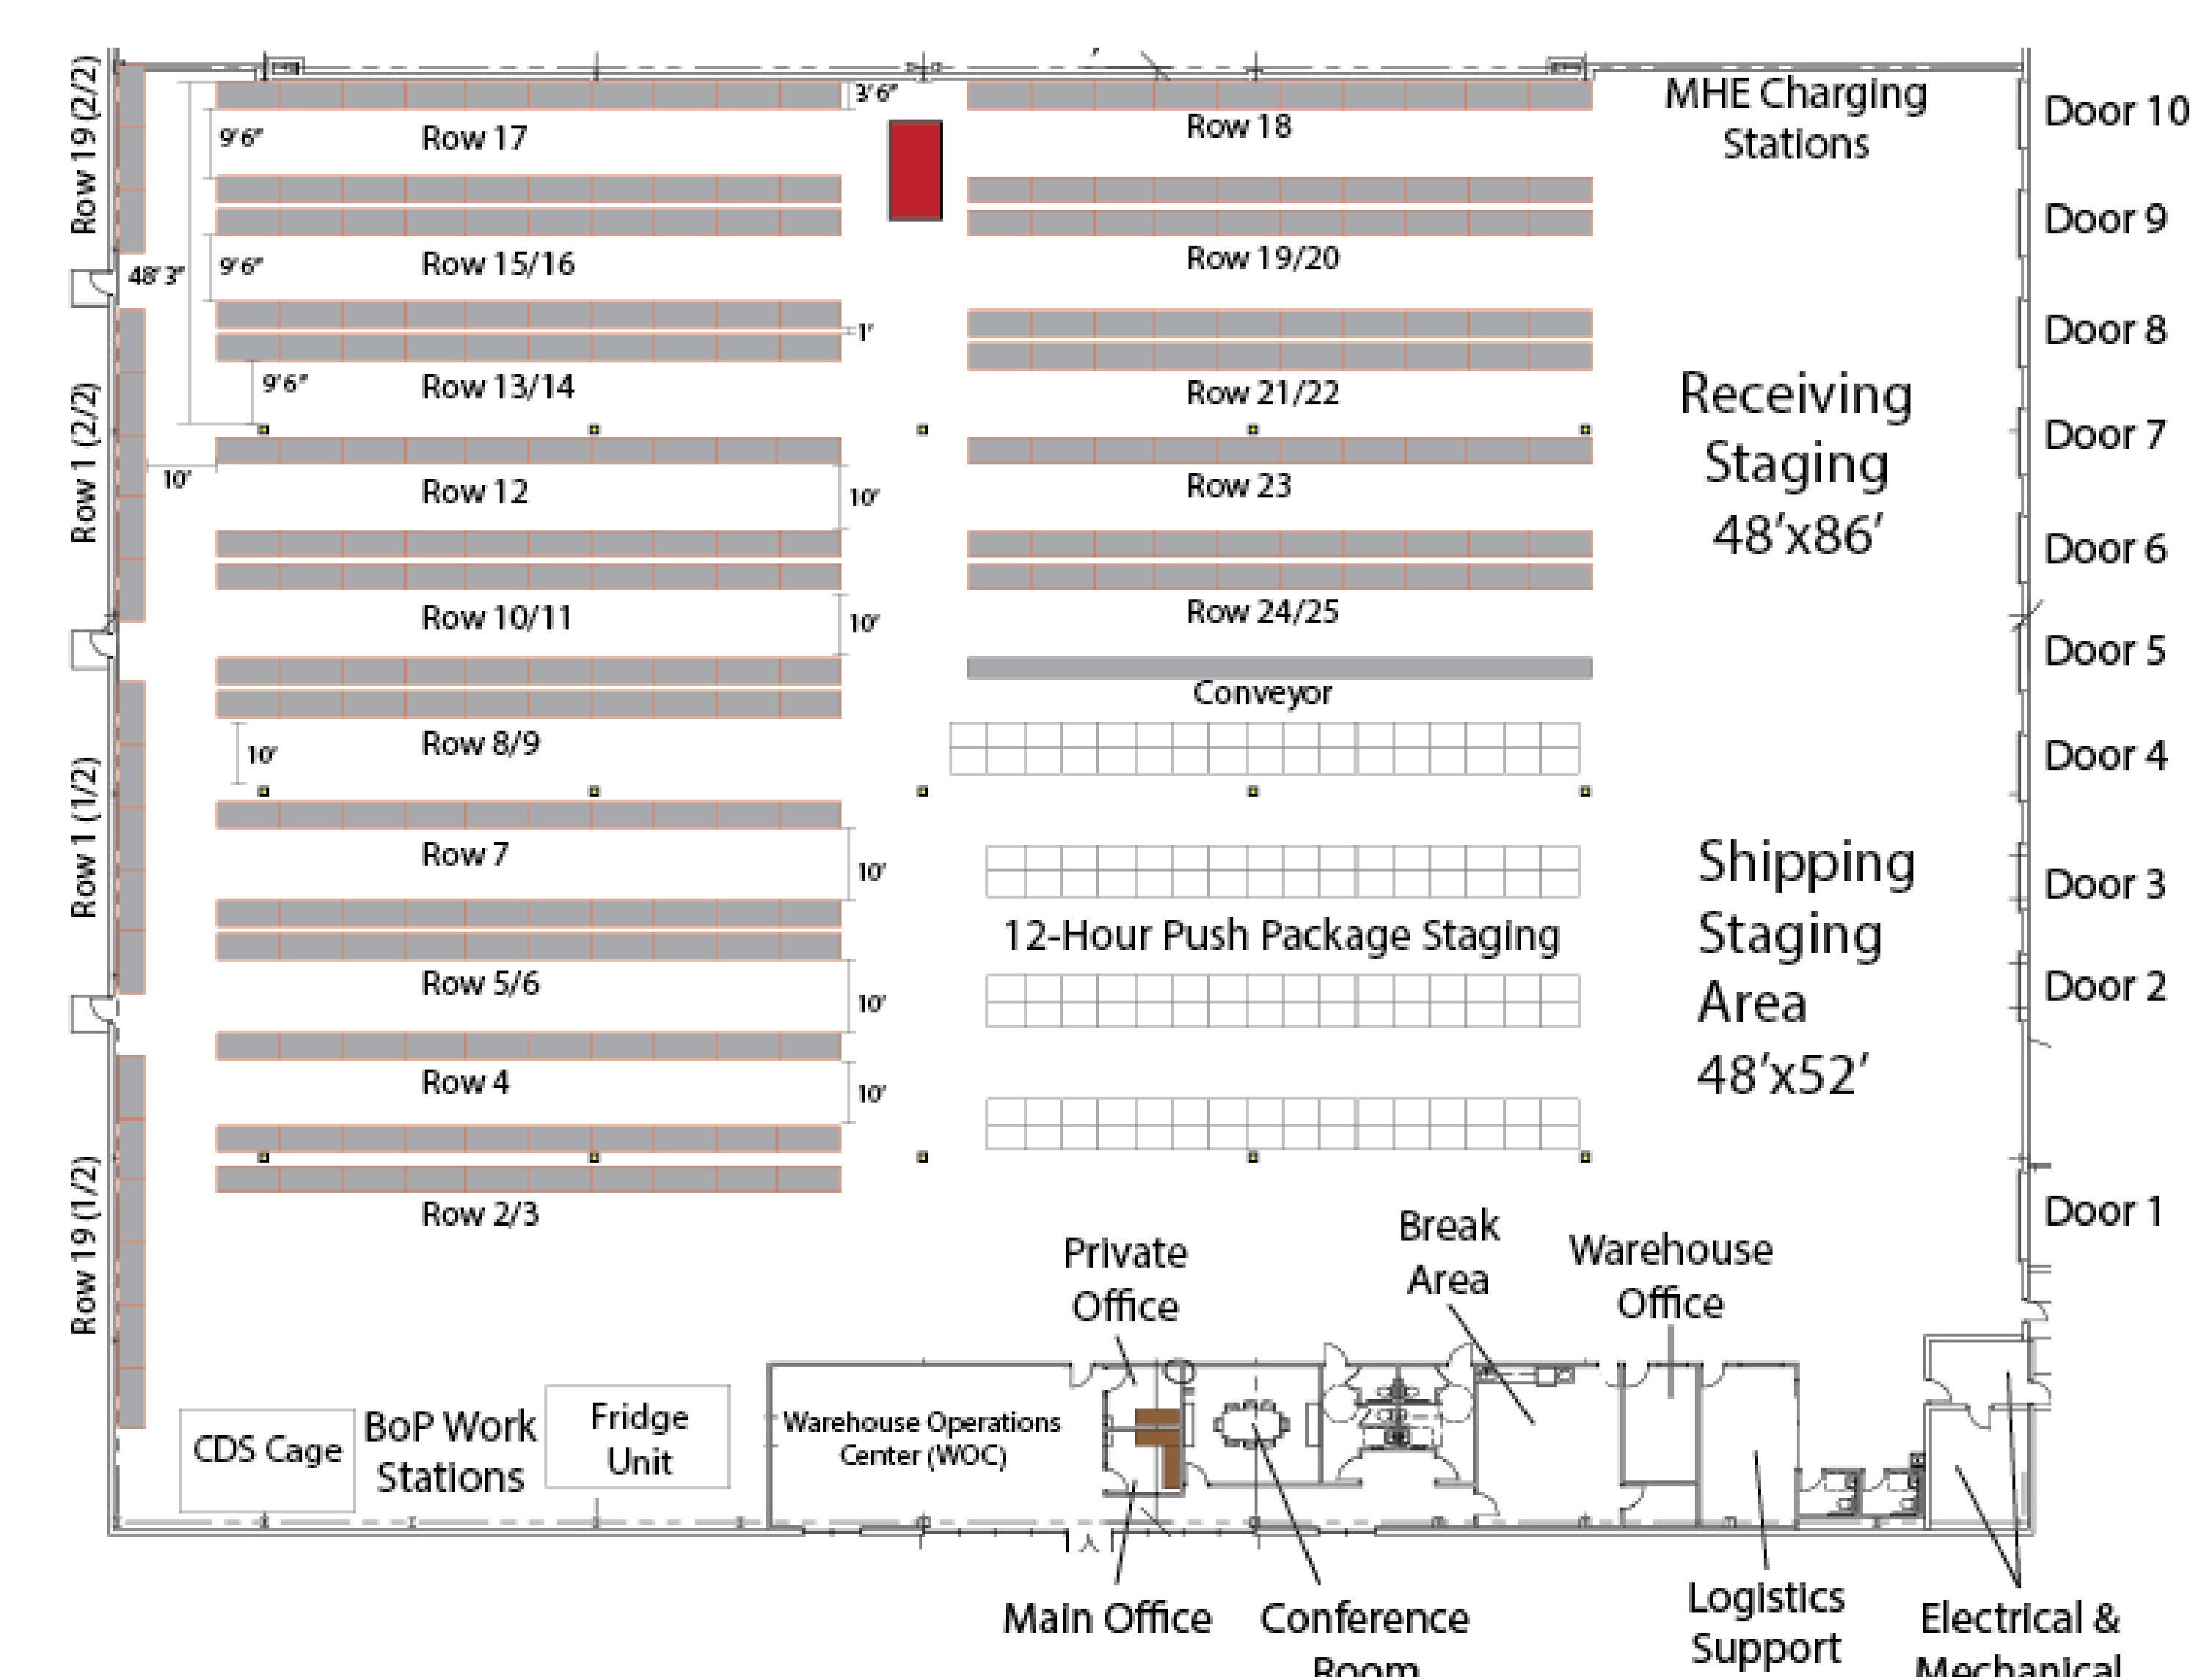 Row 19 (2/2)
Row 1 (2/2)
Row 1 (1/2)
Row 19 (1/2)
3' 6"
9' 6"
Row 17
9' 6"
Row 15/16
48' 3"
1'
9' 6"
Row 13/14
10'
Row 12
10'
Row 10/11
10'
Row 8/9
10'
Row 7
10'
Row 5/6
10'
Row 4
10'
Row 2/3
Row 18
Row 19/20
Row 21/22
Row 23
Row 24/25
Conveyor
12-Hour Push Package Staging
MHE Charging
Stations
Receiving
Staging
48'x86'
Shipping
Staging
Area
48'x52'
Door 10
Door 9
Door 8
Door 7
Door 6
Door 5
Door 4
Door 3
Door 2
Door 1
Private
Office
Break
Area
Warehouse
Office
CDS Cage
BoP Work
Stations
Fridge
Unit
Warehouse Operations
Center (WOC)
Main Office
Conference
Room
Logistics
Support
Electrical &
Mechanical